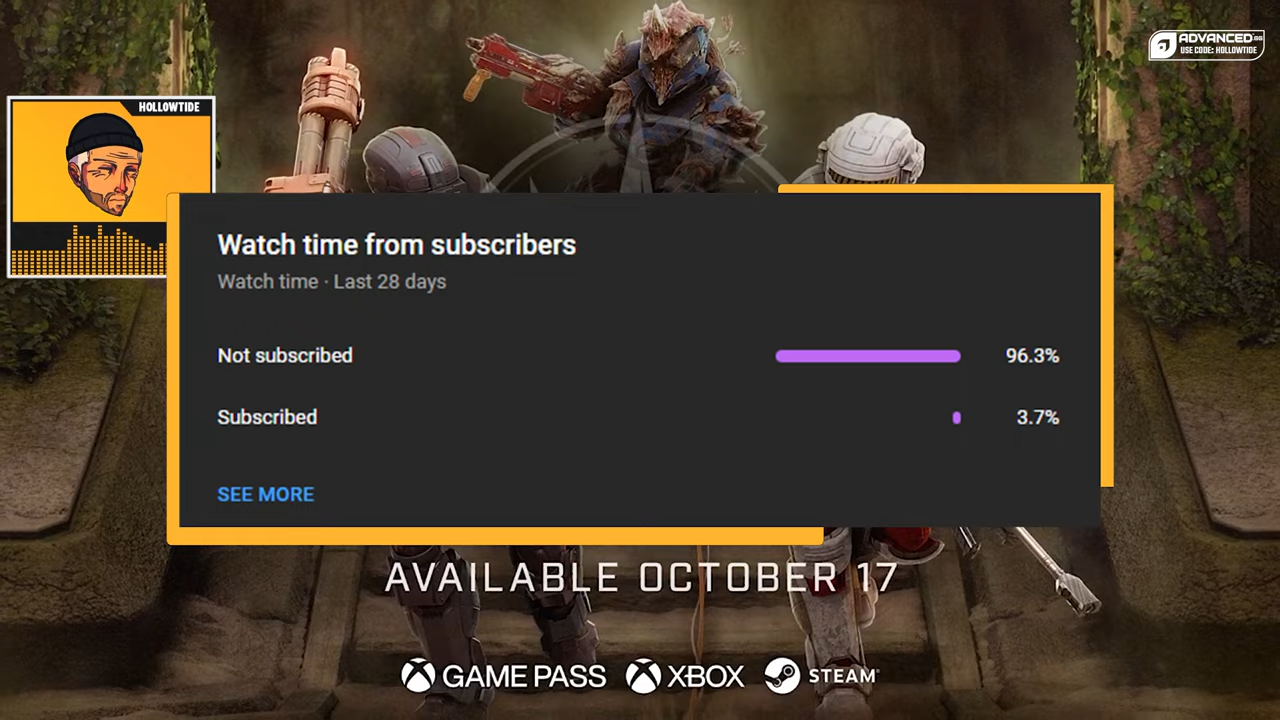 ADVANCED.GG
USE CODE: HOLLOWTIDE
HOLLOWTIDE
Watch time from subscribers
Watch time · Last 28 days
Not subscribed 96.3%
Subscribed 3.7%
SEE MORE
AVAILABLE OCTOBER 17
GAME PASS XBOX STEAM